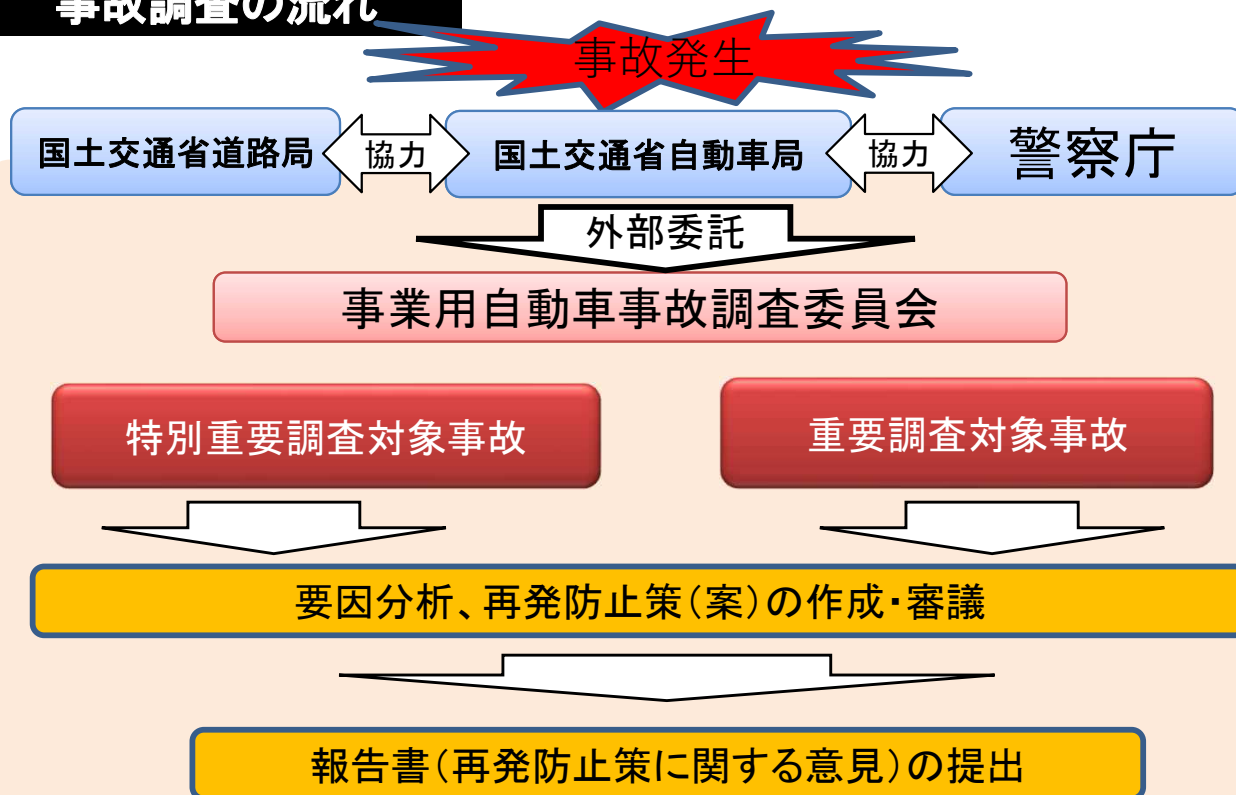 事故調査の流れ
事故発生
国土交通省道路局
協力
国土交通省自動車局
協力
警察庁
外部委託
事業用自動車事故調査委員会
特別重要調査対象事故
重要調査対象事故
要因分析、再発防止策(案)の作成・審議
報告書(再発防止策に関する意見)の提出